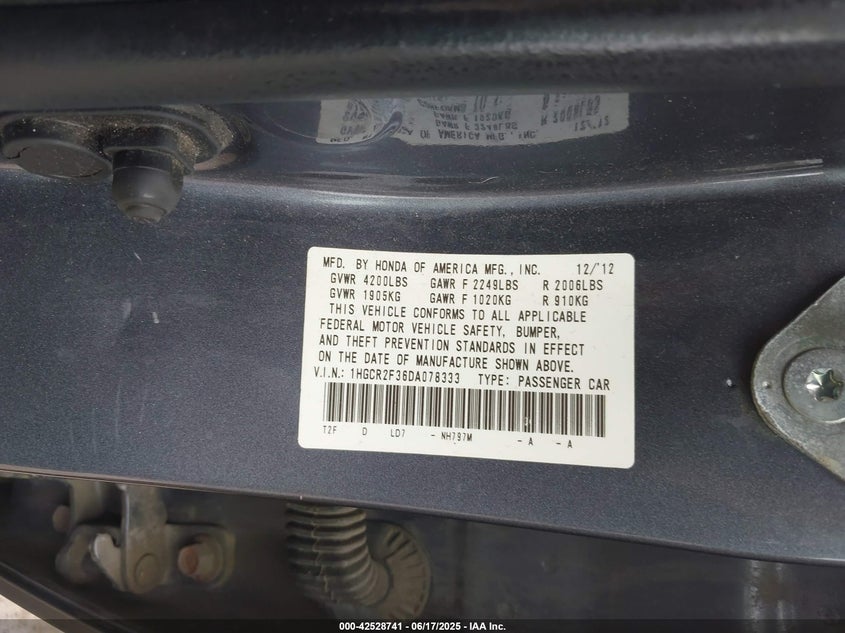 MFD. BY HONDA OF AMERICA MFG., INC. 12/'12
GVWR 4200LBS GAWR F 2249LBS R 2006LBS
GVWR 1905KG GAWR F 1020KG R 910KG
THIS VEHICLE CONFORMS TO ALL APPLICABLE
FEDERAL MOTOR VEHICLE SAFETY, BUMPER,
AND THEFT PREVENTION STANDARDS IN EFFECT
ON THE DATE OF MANUFACTURE SHOWN ABOVE.
V.I.N.: 1HGCR2F36DA078333 TYPE: PASSENGER CAR
T2F D LD7 - NH797M - A - A
000-42528741 - 06/17/2025 - IAA Inc.